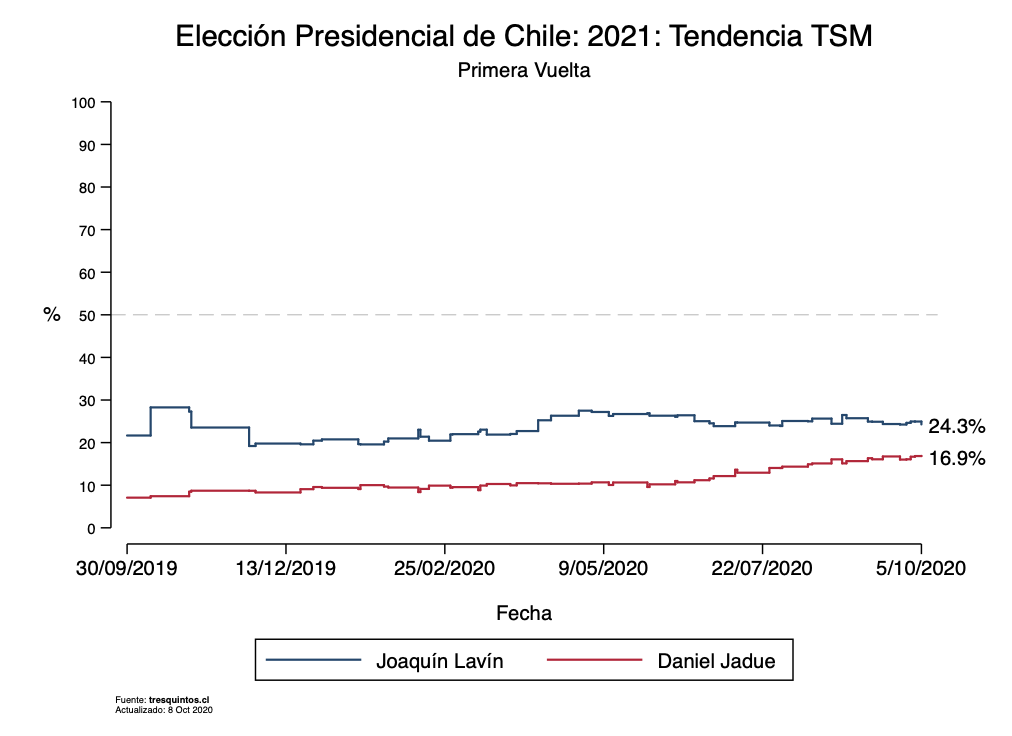 Elección Presidencial de Chile: 2021: Tendencia TSM
Primera Vuelta
100
90
80
70
60
% 50
40
30
20
10
0
24.3%
16.9%
30/09/2019 13/12/2019 25/02/2020 9/05/2020 22/07/2020 5/10/2020
Fecha
Joaquín Lavín Daniel Jadue
Fuente: tresquintos.cl
Actualizado: 8 Oct 2020